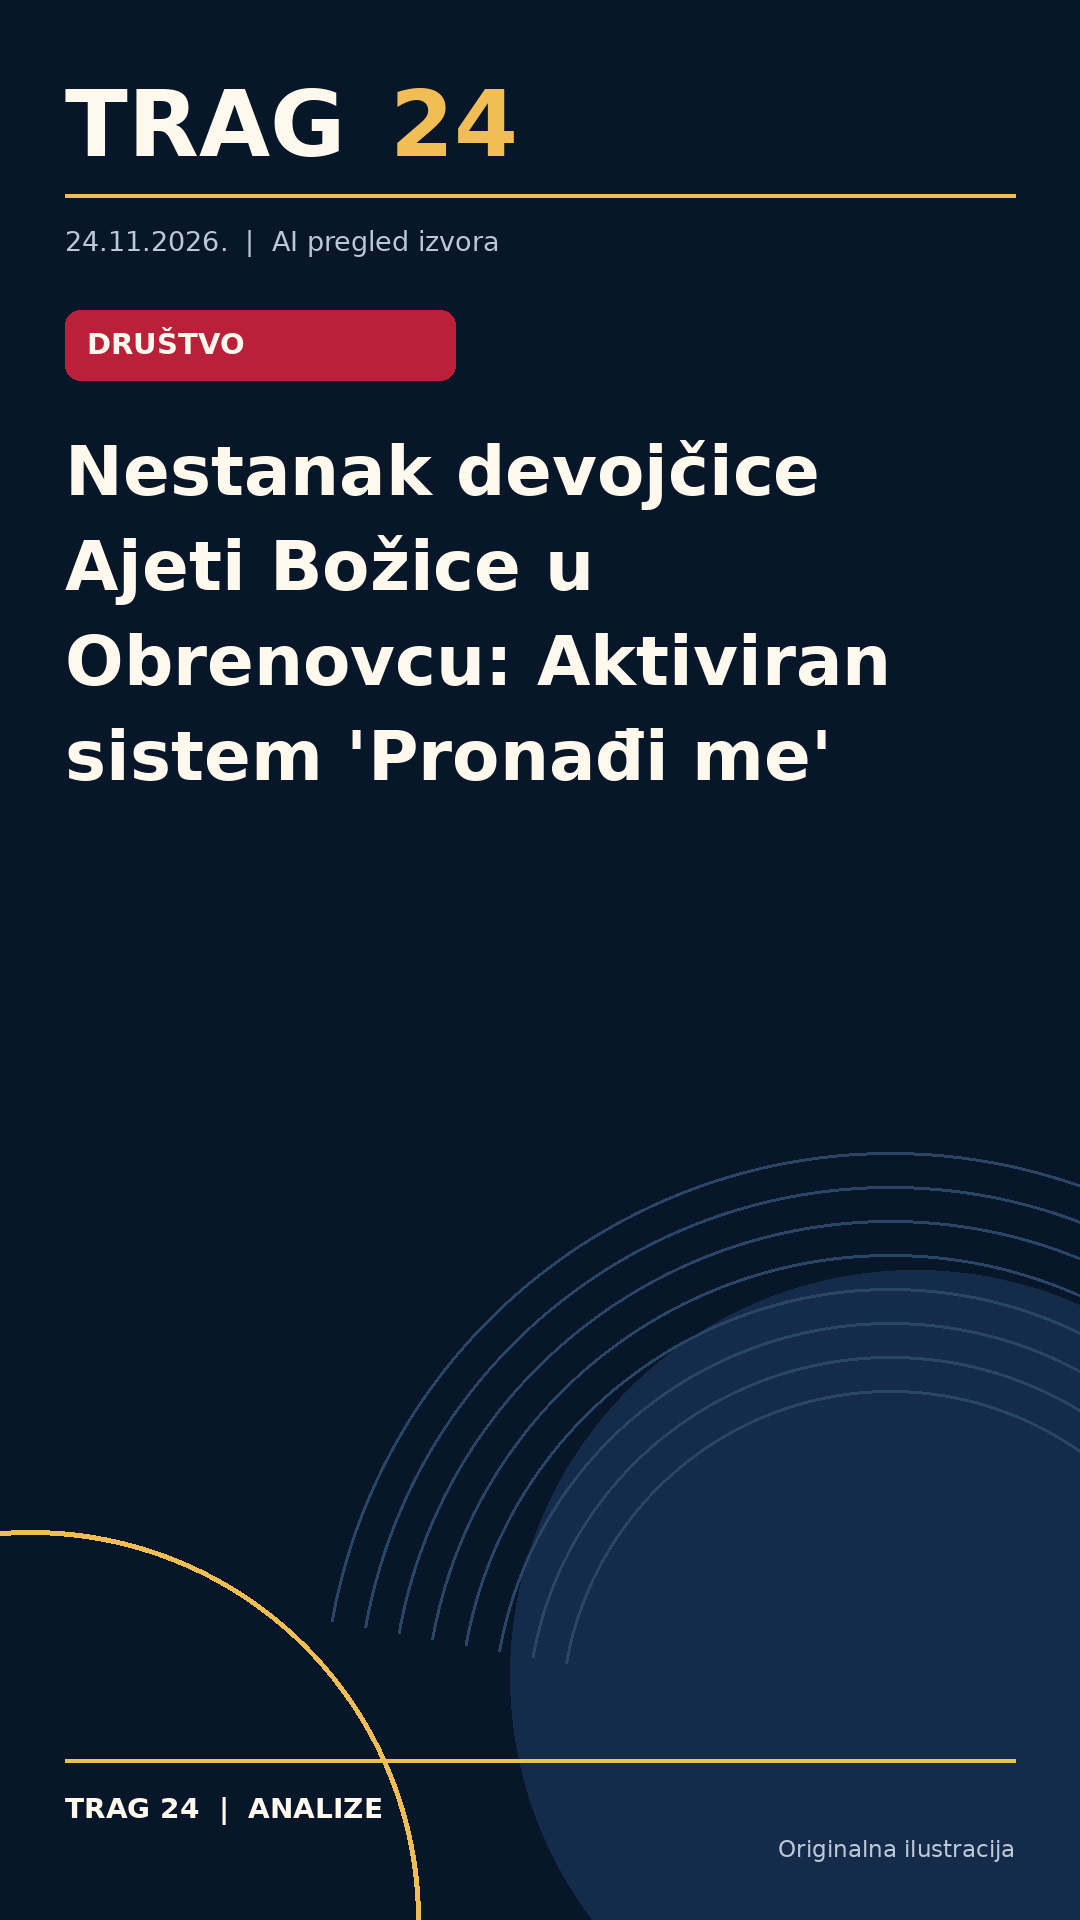 TRAG 24
24.11.2026. | AI pregled izvora
DRUŠTVO
Nestanak devojčice
Ajeti Božice u
Obrenovcu: Aktiviran
sistem 'Pronađi me'
TRAG 24 | ANALIZE
Originalna ilustracija